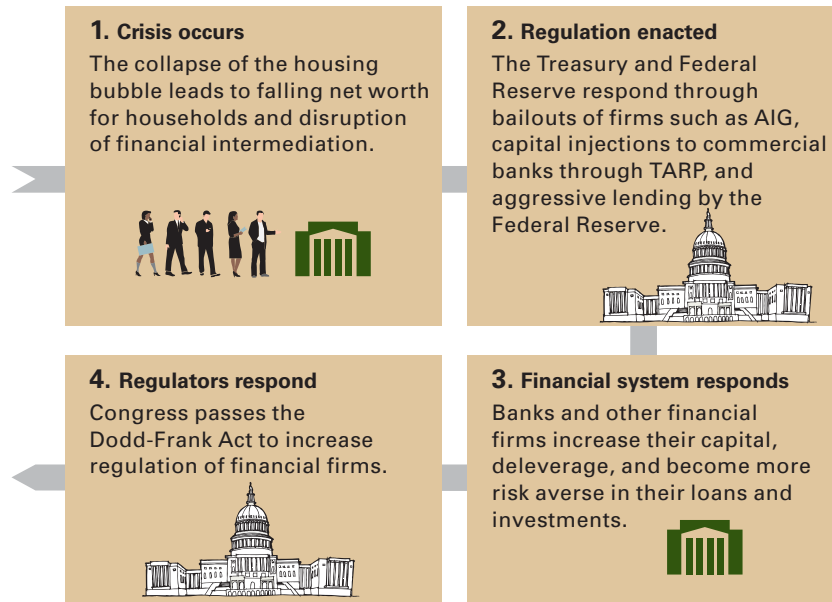 1. Crisis occurs
The collapse of the housing
bubble leads to falling net worth
for households and disruption
of financial intermediation.
2. Regulation enacted
The Treasury and Federal
Reserve respond through
bailouts of firms such as AIG,
capital injections to commercial
banks through TARP, and
aggressive lending by the
Federal Reserve.
3. Financial system responds
Banks and other financial
firms increase their capital,
deleverage, and become more
risk averse in their loans and
investments.
4. Regulators respond
Congress passes the
Dodd-Frank Act to increase
regulation of financial firms.